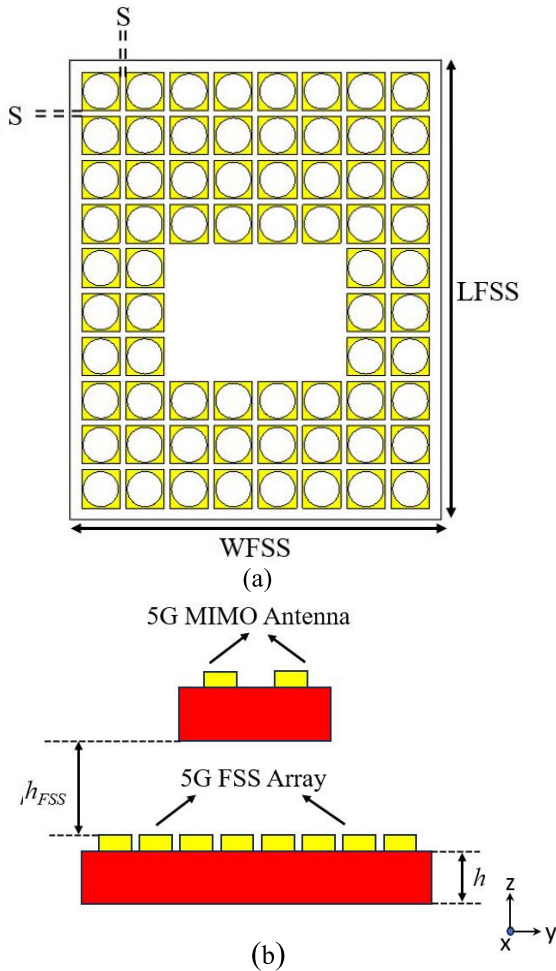 S
S
LFSS
WFSS
(a)
5G MIMO Antenna
hFSS
5G FSS Array
h
z
x
y
(b)